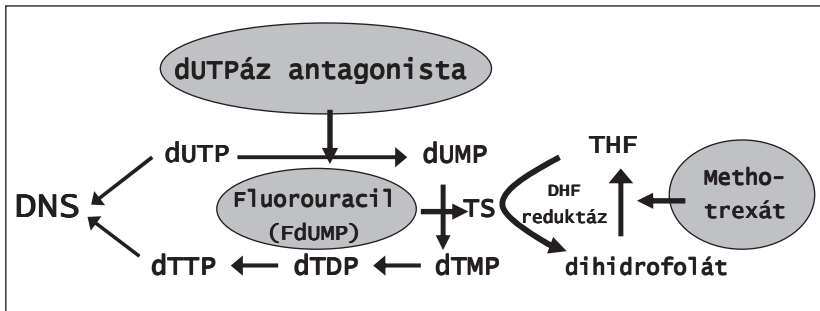 dUTPáz antagonista
dUTP
dUMP
THF
DNS
Fluorouracil
(FdUMP)
TS
DHF
reduktáz
Metho-
trexát
dTTP
dTDP
dTMP
dihidrofolát